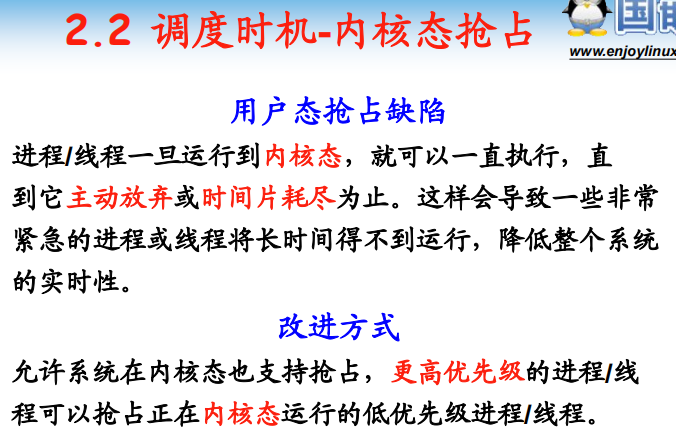 2.2 调度时机-内核态抢占
国嵌
www.enjoylinux
用户态抢占缺陷
进程/线程一旦运行到内核态，就可以一直执行，直
到它主动放弃或时间片耗尽为止。这样会导致一些非常
紧急的进程或线程将长时间得不到运行，降低整个系统
的实时性。
改进方式
允许系统在内核态也支持抢占，更高优先级的进程/线
程可以抢占正在内核态运行的低优先级进程/线程。